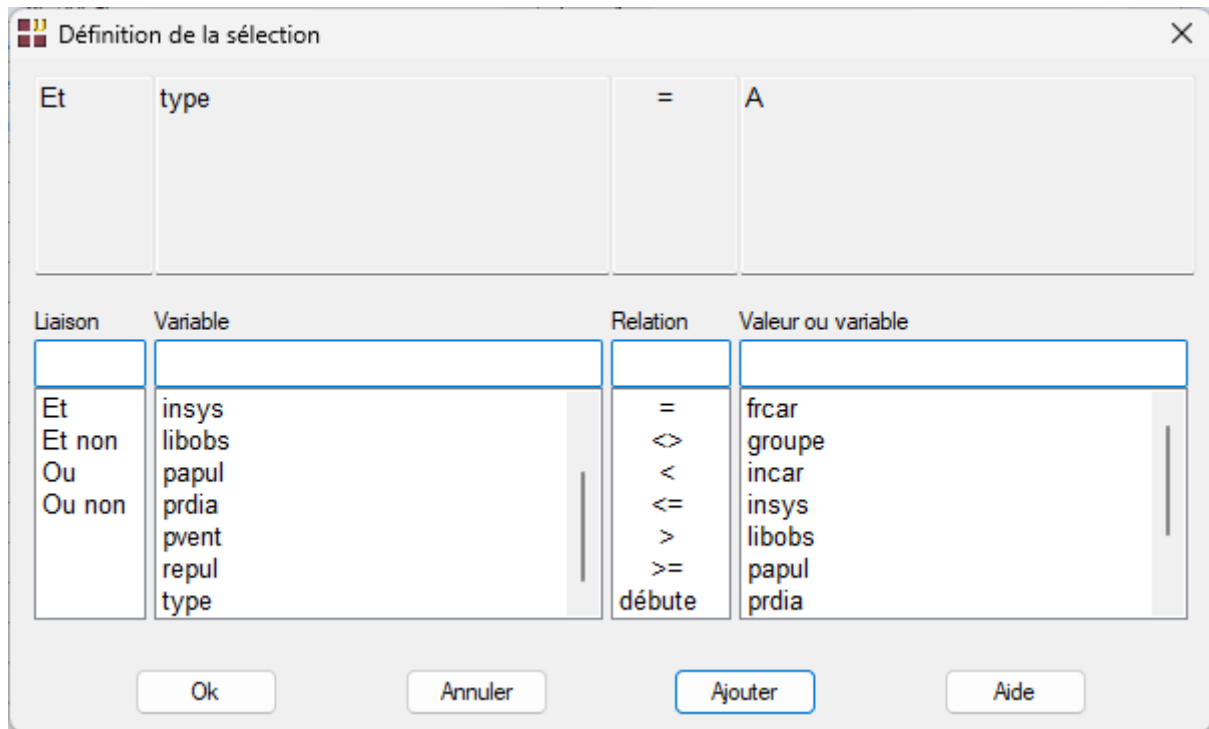 Définition de la sélection
Et type = A
Liaison Variable Relation Valeur ou variable
Et insys = frcar
Et non libobs <> groupe
Ou papul < incar
Ou non prdia <= insys
pvent > libobs
repul >= papul
type débute prdia
Ok Annuler Ajouter Aide